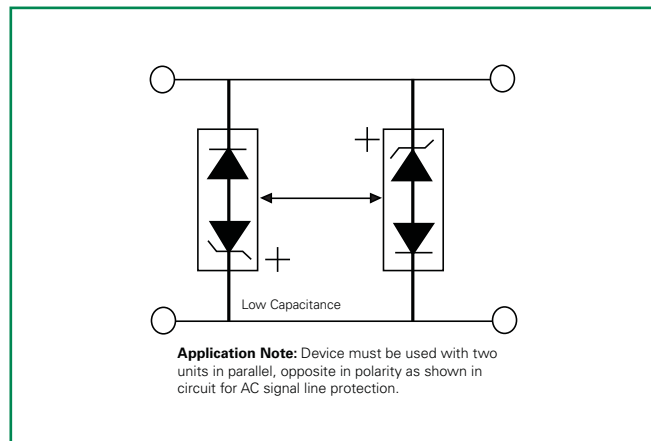 +
+
Low Capacitance
Application Note: Device must be used with two
units in parallel, opposite in polarity as shown in
circuit for AC signal line protection.